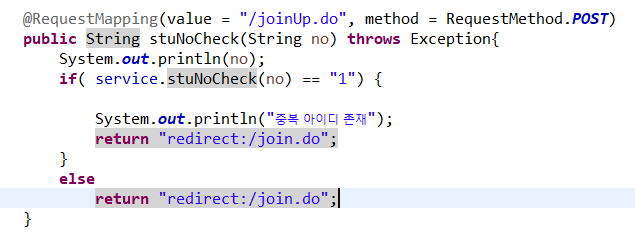 @RequestMapping(value = "/joinUp.do", method = RequestMethod.POST)
public String stuNoCheck(String no) throws Exception{
System.out.println(no);
if( service.stuNoCheck(no) == "1") {
System.out.println("중복 아이디 존재");
return "redirect:/join.do";
}
else
return "redirect:/join.do";
}